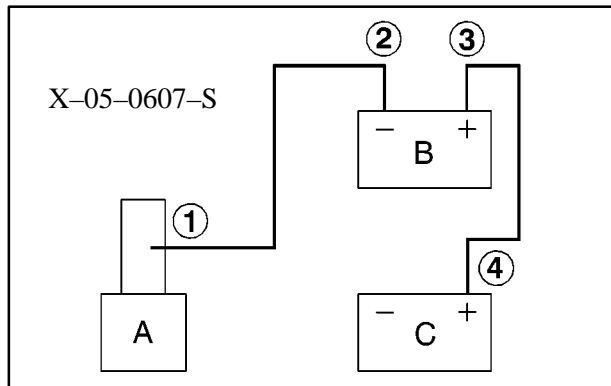 ② ③
X–05–0607–S
− + 
B
①
④
A
− +
C